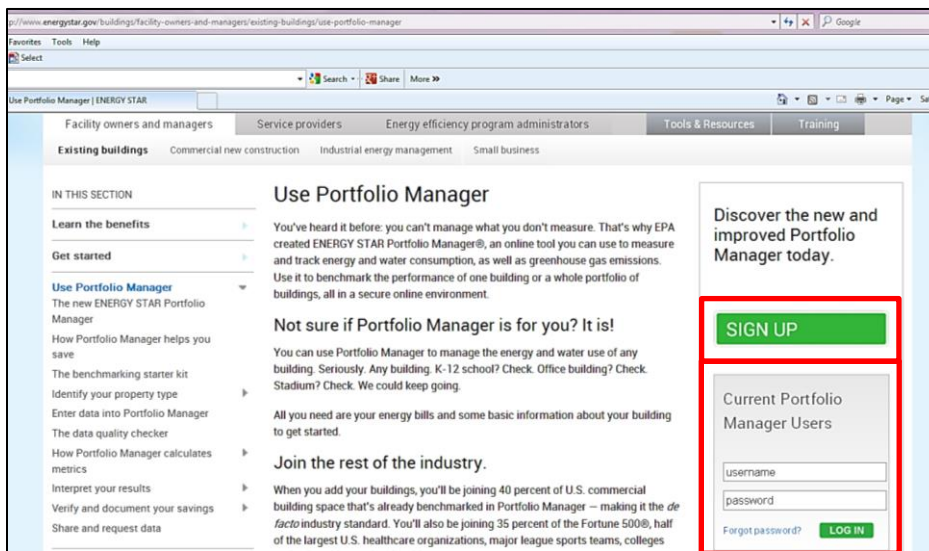 p://www.energystar.gov/buildings/facility-owners-and-managers/existing-buildings/use-portfolio-manager
Google
Favorites Tools Help
Select
Search Share More »
Use Portfolio Manager | ENERGY STAR
Page
Facility owners and managers Service providers Energy efficiency program administrators Tools & Resources Training
Existing buildings Commercial new construction Industrial energy management Small business
IN THIS SECTION
Learn the benefits
Get started
Use Portfolio Manager
The new ENERGY STAR Portfolio
Manager
How Portfolio Manager helps you
save
The benchmarking starter kit
Identify your property type
Enter data into Portfolio Manager
The data quality checker
How Portfolio Manager calculates
metrics
Interpret your results
Verify and document your savings
Share and request data
Use Portfolio Manager
You've heard it before: you can't manage what you don't measure. That's why EPA
created ENERGY STAR Portfolio Manager®, an online tool you can use to measure
and track energy and water consumption, as well as greenhouse gas emissions.
Use it to benchmark the performance of one building or a whole portfolio of
buildings, all in a secure online environment.
Not sure if Portfolio Manager is for you? It is!
You can use Portfolio Manager to manage the energy and water use of any
building. Seriously. Any building. K-12 school? Check. Office building? Check.
Stadium? Check. We could keep going.
All you need are your energy bills and some basic information about your building
to get started.
Join the rest of the industry.
When you add your buildings, you'll be joining 40 percent of U.S. commercial
building space that's already benchmarked in Portfolio Manager — making it the de
facto industry standard. You'll also be joining 35 percent of the Fortune 500®, half
of the largest U.S. healthcare organizations, major league sports teams, colleges
Discover the new and
improved Portfolio
Manager today.
SIGN UP
Current Portfolio
Manager Users
username
password
Forgot password? LOG IN